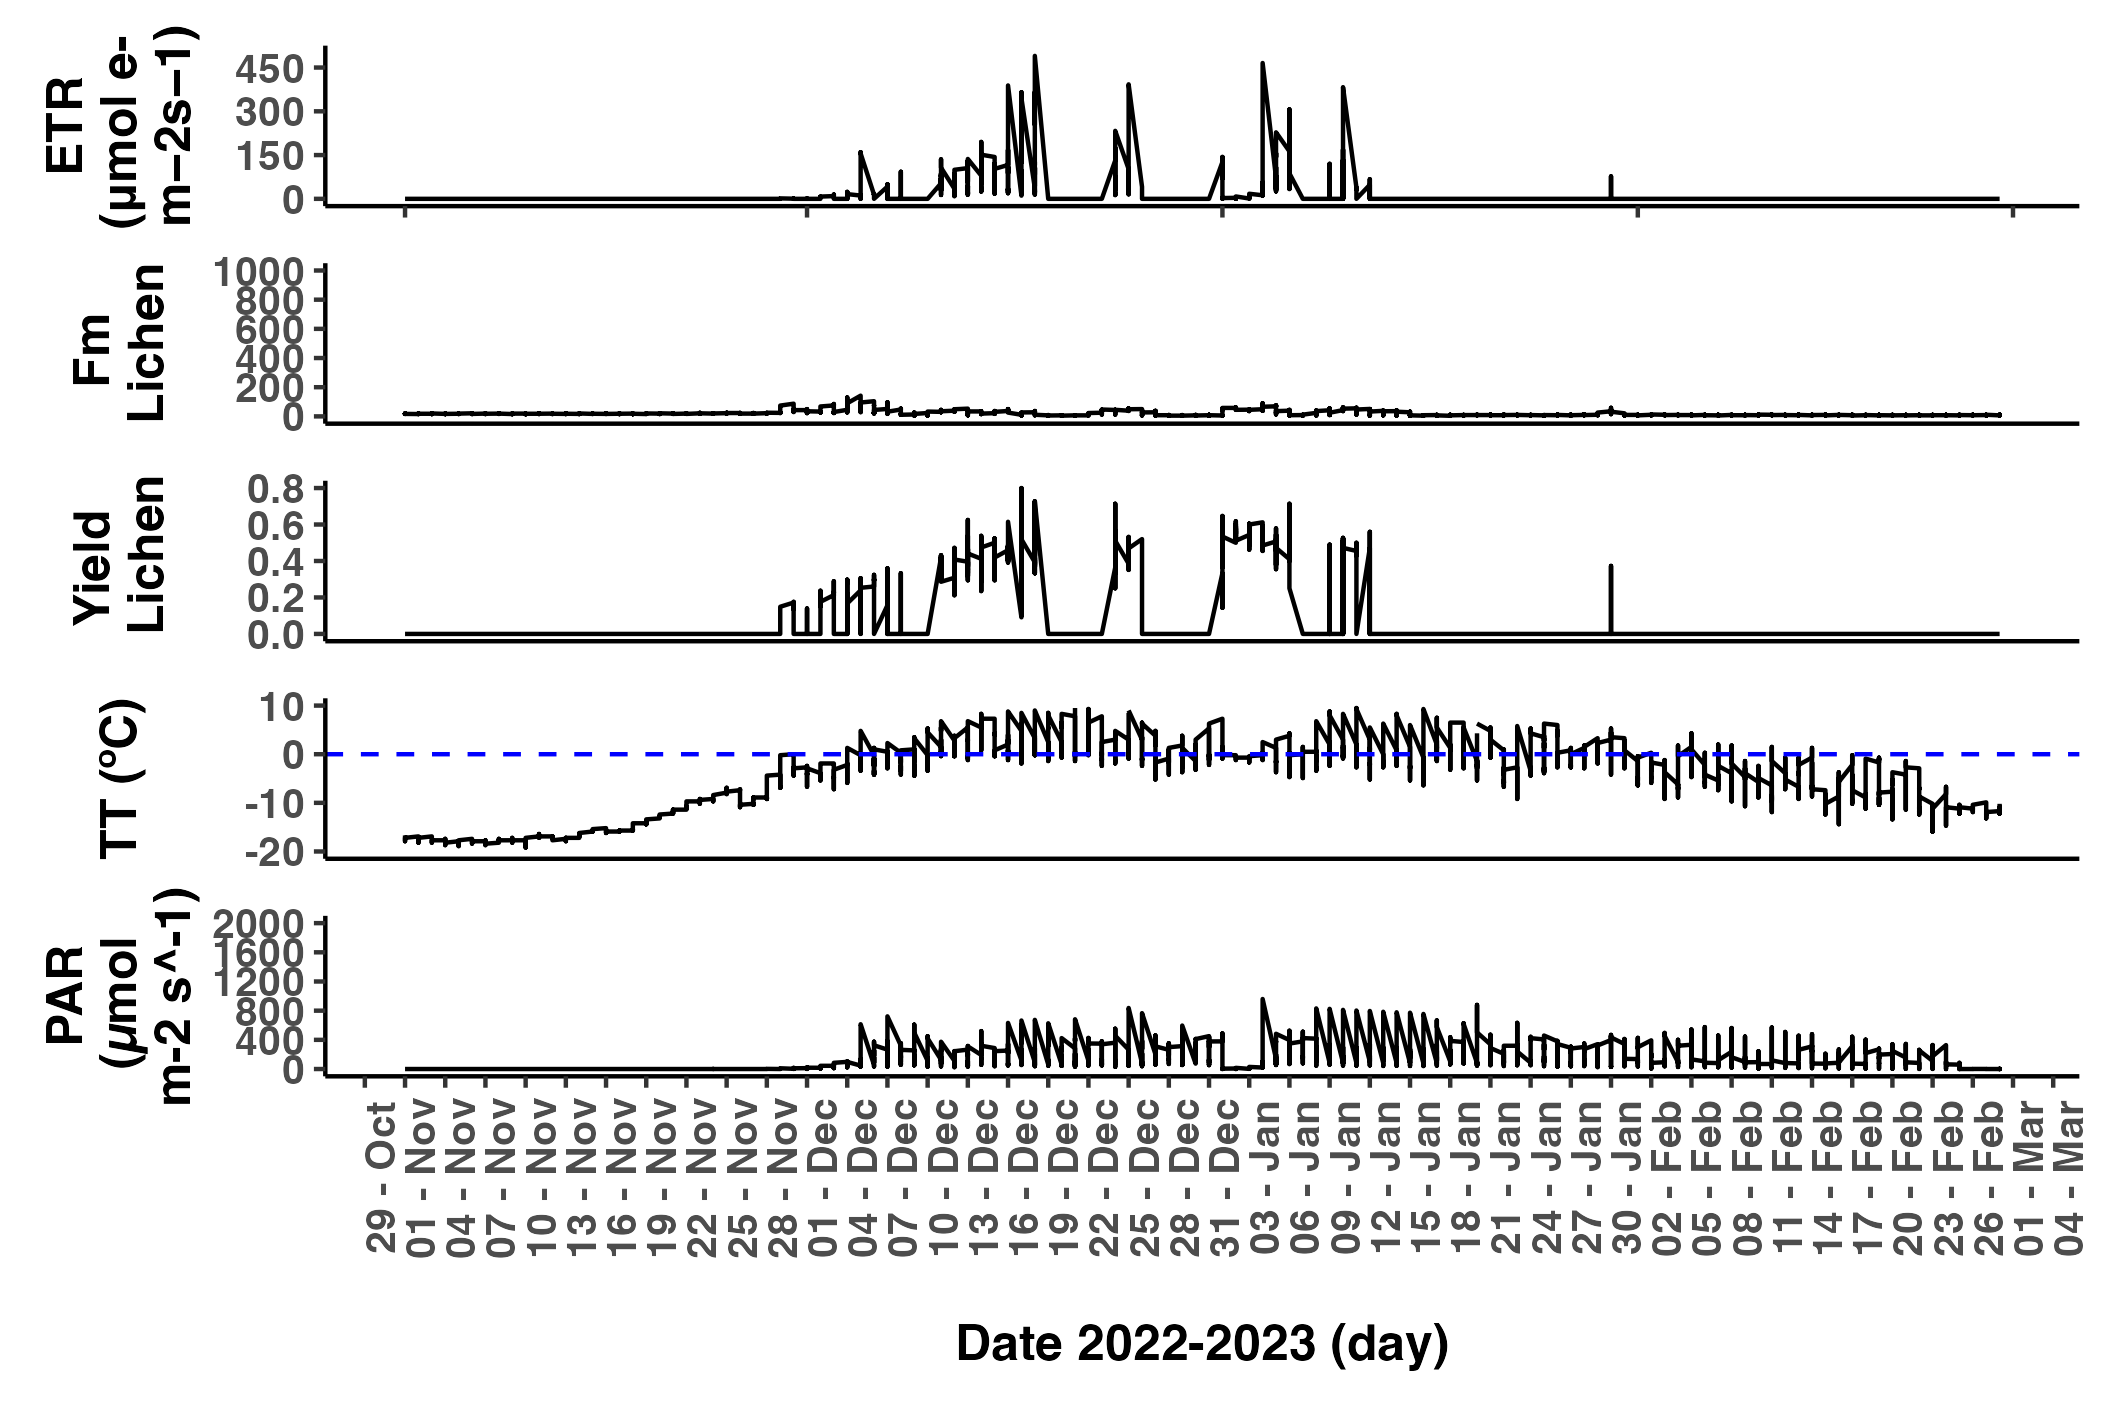 ETR
(µmol e-
m−2s−1)
450
300
150
0
Fm
Lichen
1000
800
600
400
200
0
Yield
Lichen
0.8
0.6
0.4
0.2
0.0
TT (ºC)
10
0
-10
-20
PAR
(µmol
m-2 s^-1)
2000
1600
1200
800
400
0
29 - Oct
01 - Nov
04 - Nov
07 - Nov
10 - Nov
13 - Nov
16 - Nov
19 - Nov
22 - Nov
25 - Nov
28 - Nov
01 - Dec
04 - Dec
07 - Dec
10 - Dec
13 - Dec
16 - Dec
19 - Dec
22 - Dec
25 - Dec
28 - Dec
31 - Dec
03 - Jan
06 - Jan
09 - Jan
12 - Jan
15 - Jan
18 - Jan
21 - Jan
24 - Jan
27 - Jan
30 - Jan
02 - Feb
05 - Feb
08 - Feb
11 - Feb
14 - Feb
17 - Feb
20 - Feb
23 - Feb
26 - Feb
01 - Mar
04 - Mar
Date 2022-2023 (day)